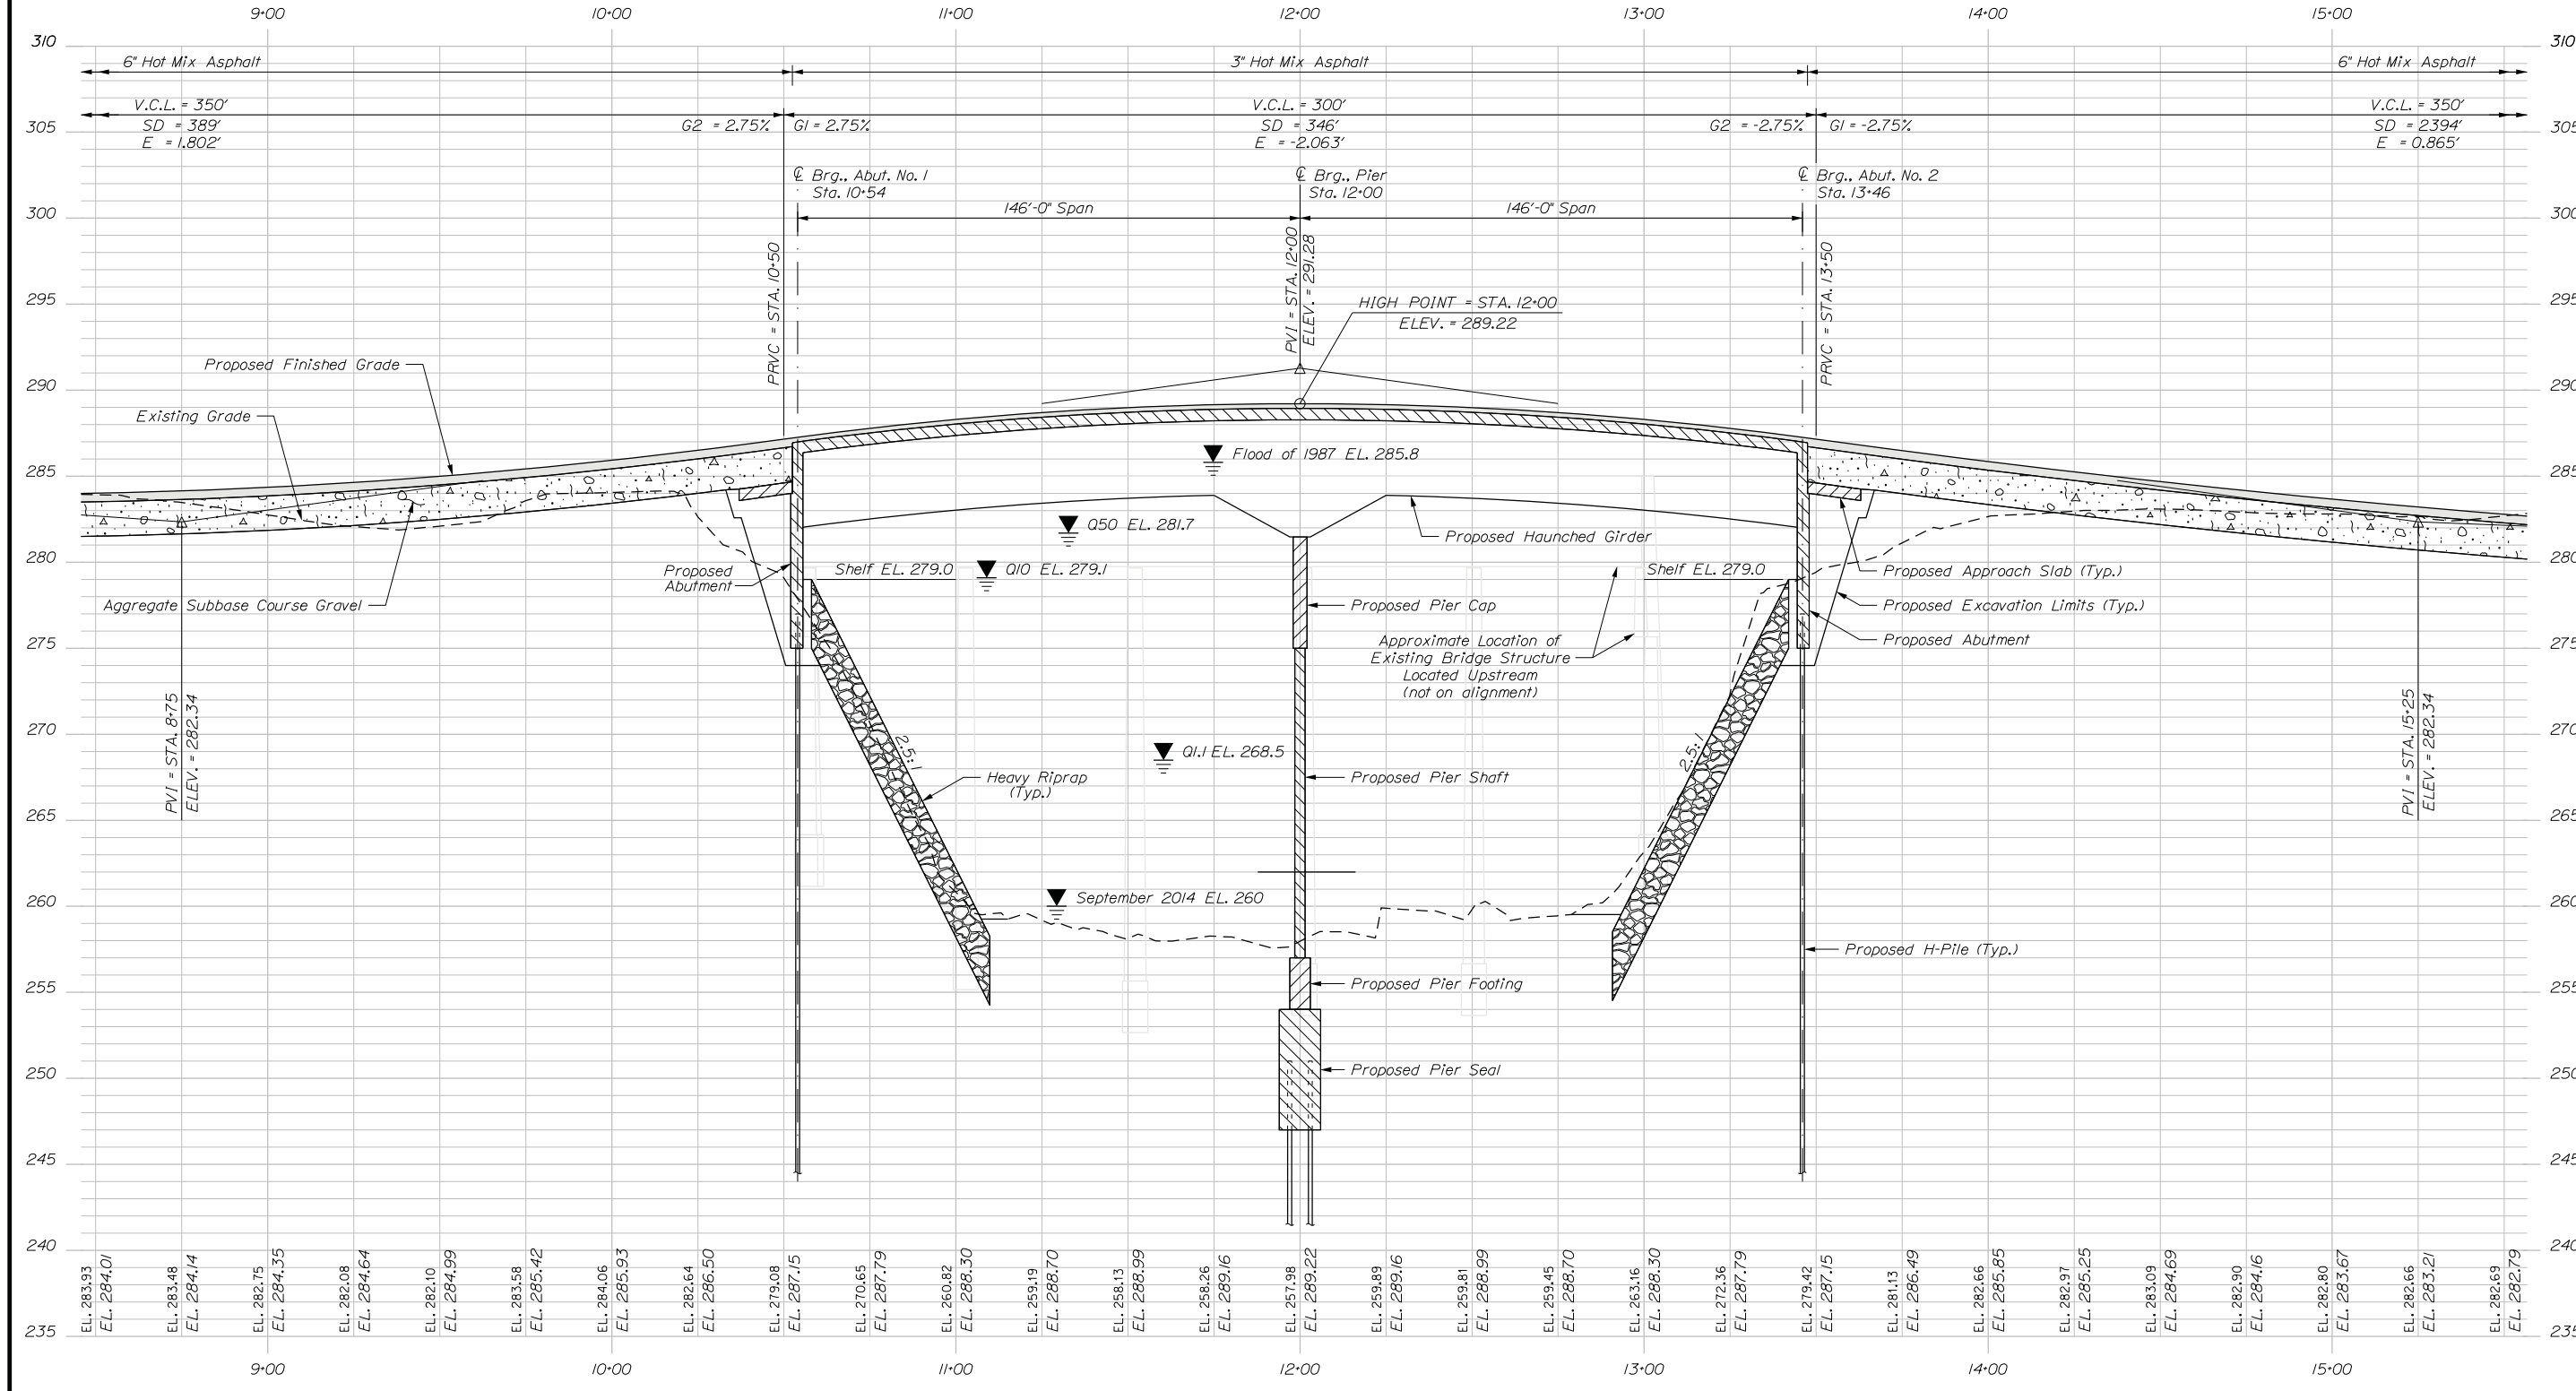 9+00 10+00 11+00 12+00 13+00 14+00 15+00
310 310
6" Hot Mix Asphalt 3" Hot Mix Asphalt 6" Hot Mix Asphalt
V.C.L. = 350' V.C.L. = 300' V.C.L. = 350'
305 SD = 389' G2 = 2.75% G1 = 2.75% SD = 346' G2 = -2.75% G1 = -2.75% SD = 2394' 305
E = 1.802' E = -2.063' E = 0.865'
℄ Brg., Abut. No. 1 ℄ Brg., Pier ℄ Brg., Abut. No. 2
Sta. 10+54 Sta. 12+00 Sta. 13+46
300 146'-0" Span 146'-0" Span 300
PRVC = STA. 10+50
PVI = STA. 12+00
ELEV. = 291.28
PRVC = STA. 13+50
295 295
HIGH POINT = STA. 12+00
ELEV. = 289.22
Proposed Finished Grade
290 290
Existing Grade
Flood of 1987 EL. 285.8
285 285
Q50 EL. 281.7
Proposed Haunched Girder
280 280
Proposed
Abutment
Shelf EL. 279.0 Q10 EL. 279.1 Shelf EL. 279.0
Proposed Approach Slab (Typ.)
Aggregate Subbase Course Gravel
Proposed Pier Cap
Proposed Excavation Limits (Typ.)
Proposed Abutment
275 275
Approximate Location of
Existing Bridge Structure
Located Upstream
(not on alignment)
PVI = STA. 8+75
ELEV. = 282.34
PVI = STA. 15+25
ELEV. = 282.34
270 270
2.5:1 2.5:1
Q1.1 EL. 268.5
Heavy Riprap
(Typ.)
Proposed Pier Shaft
265 265
September 2014 EL. 260
260 260
Proposed H-Pile (Typ.)
255 255
Proposed Pier Footing
250 250
Proposed Pier Seal
245 245
240 240
EL. 283.93
EL. 284.01
EL. 283.48
EL. 284.14
EL. 282.75
EL. 284.35
EL. 282.08
EL. 284.64
EL. 282.10
EL. 284.99
EL. 283.58
EL. 285.42
EL. 284.06
EL. 285.93
EL. 282.64
EL. 286.50
EL. 279.08
EL. 287.15
EL. 270.65
EL. 287.79
EL. 260.82
EL. 288.30
EL. 259.19
EL. 288.70
EL. 258.13
EL. 288.99
EL. 258.26
EL. 289.16
EL. 257.98
EL. 289.22
EL. 259.89
EL. 289.16
EL. 259.81
EL. 288.99
EL. 259.45
EL. 288.70
EL. 263.16
EL. 288.30
EL. 272.36
EL. 287.79
EL. 279.42
EL. 287.15
EL. 281.13
EL. 286.49
EL. 282.66
EL. 285.85
EL. 282.97
EL. 285.25
EL. 283.09
EL. 284.69
EL. 282.90
EL. 284.16
EL. 282.80
EL. 283.67
EL. 282.66
EL. 283.21
EL. 282.69
EL. 282.79
235 235
9+00 10+00 11+00 12+00 13+00 14+00 15+00